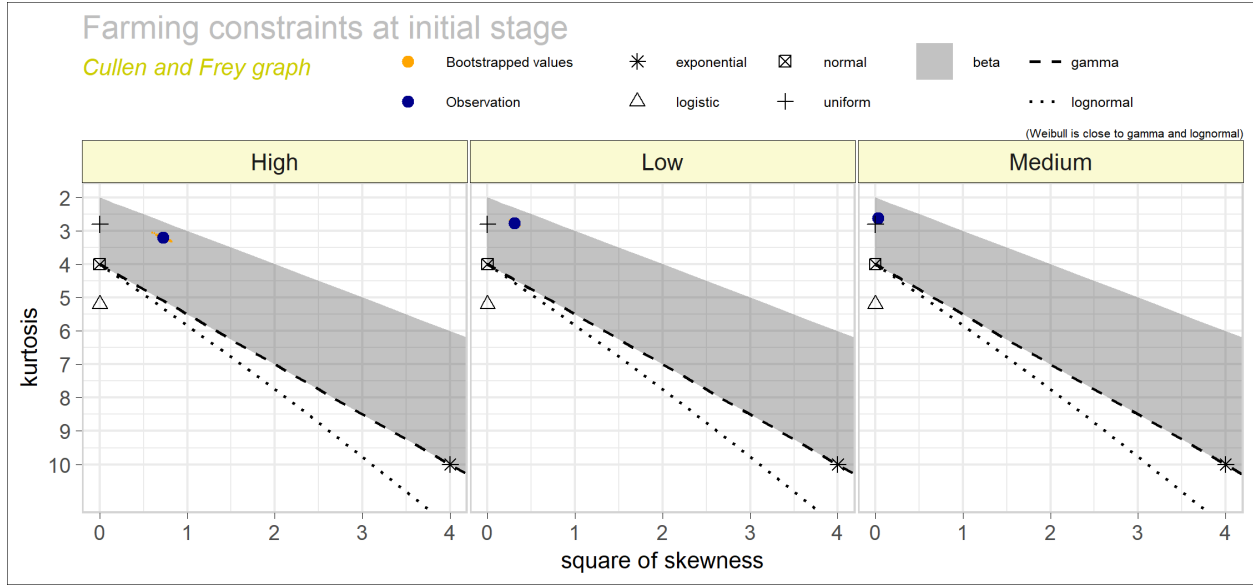 Farming constraints at initial stage
Cullen and Frey graph
Bootstrapped values
exponential
normal
beta
gamma
Observation
logistic
uniform
lognormal
(Weibull is close to gamma and lognormal)
High
Low
Medium
kurtosis
2
3
4
5
6
7
8
9
10
0 1 2 3 4
0 1 2 3 4
0 1 2 3 4
square of skewness